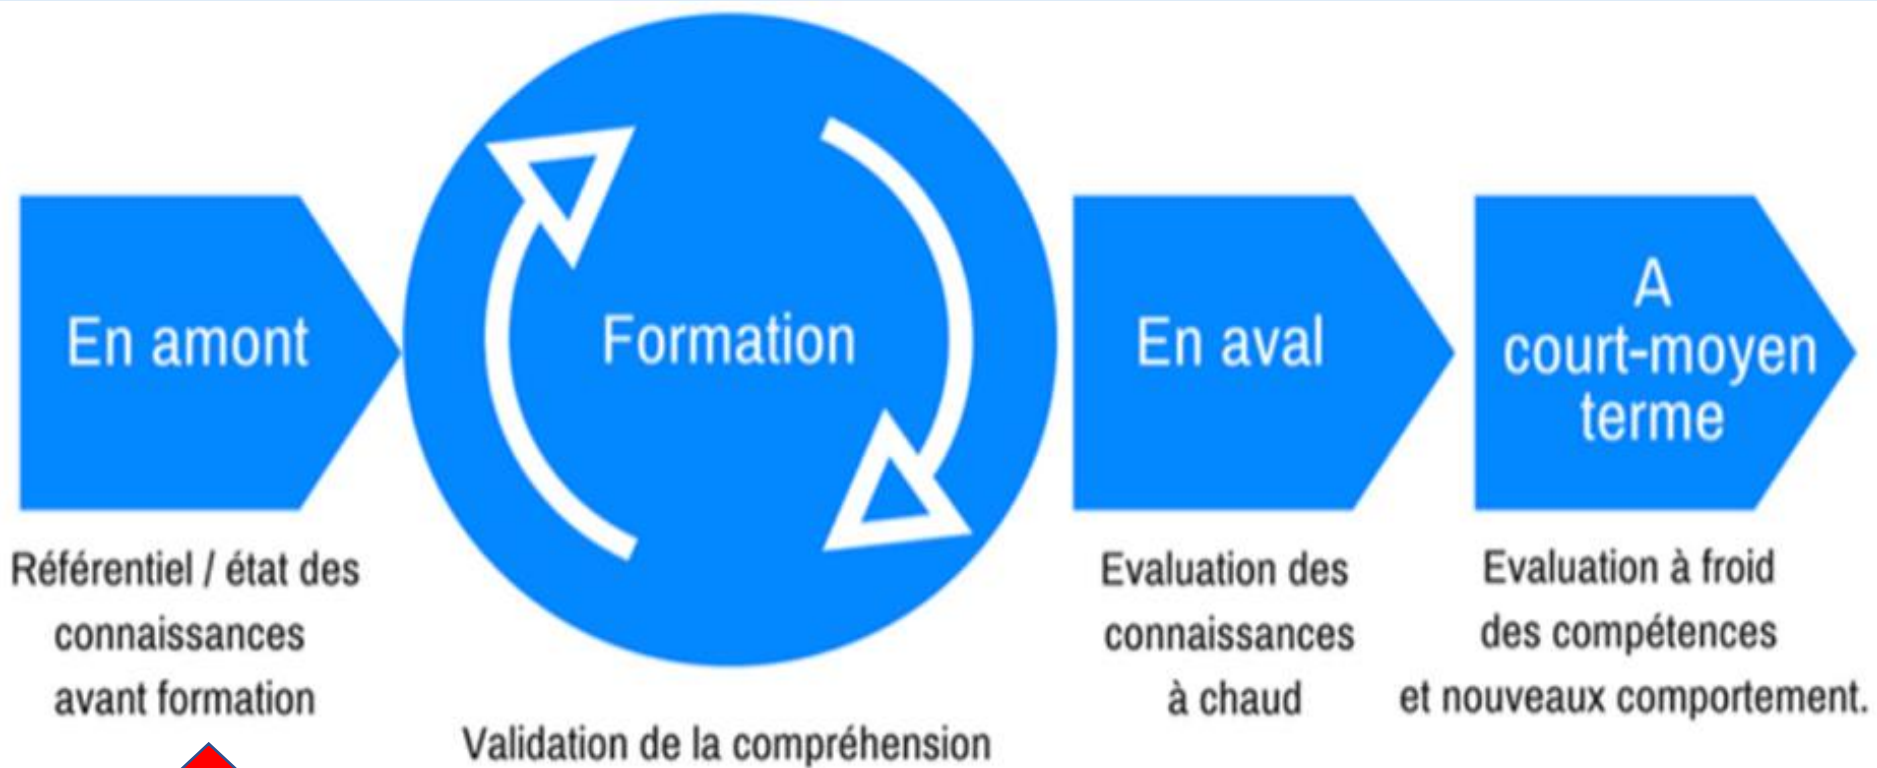 En amont
Référentiel / état des
connaissances
avant formation
Formation
Validation de la compréhension
En aval
Evaluation des
connaissances
à chaud
A
court-moyen
terme
Evaluation à froid
des compétences
et nouveaux comportement.